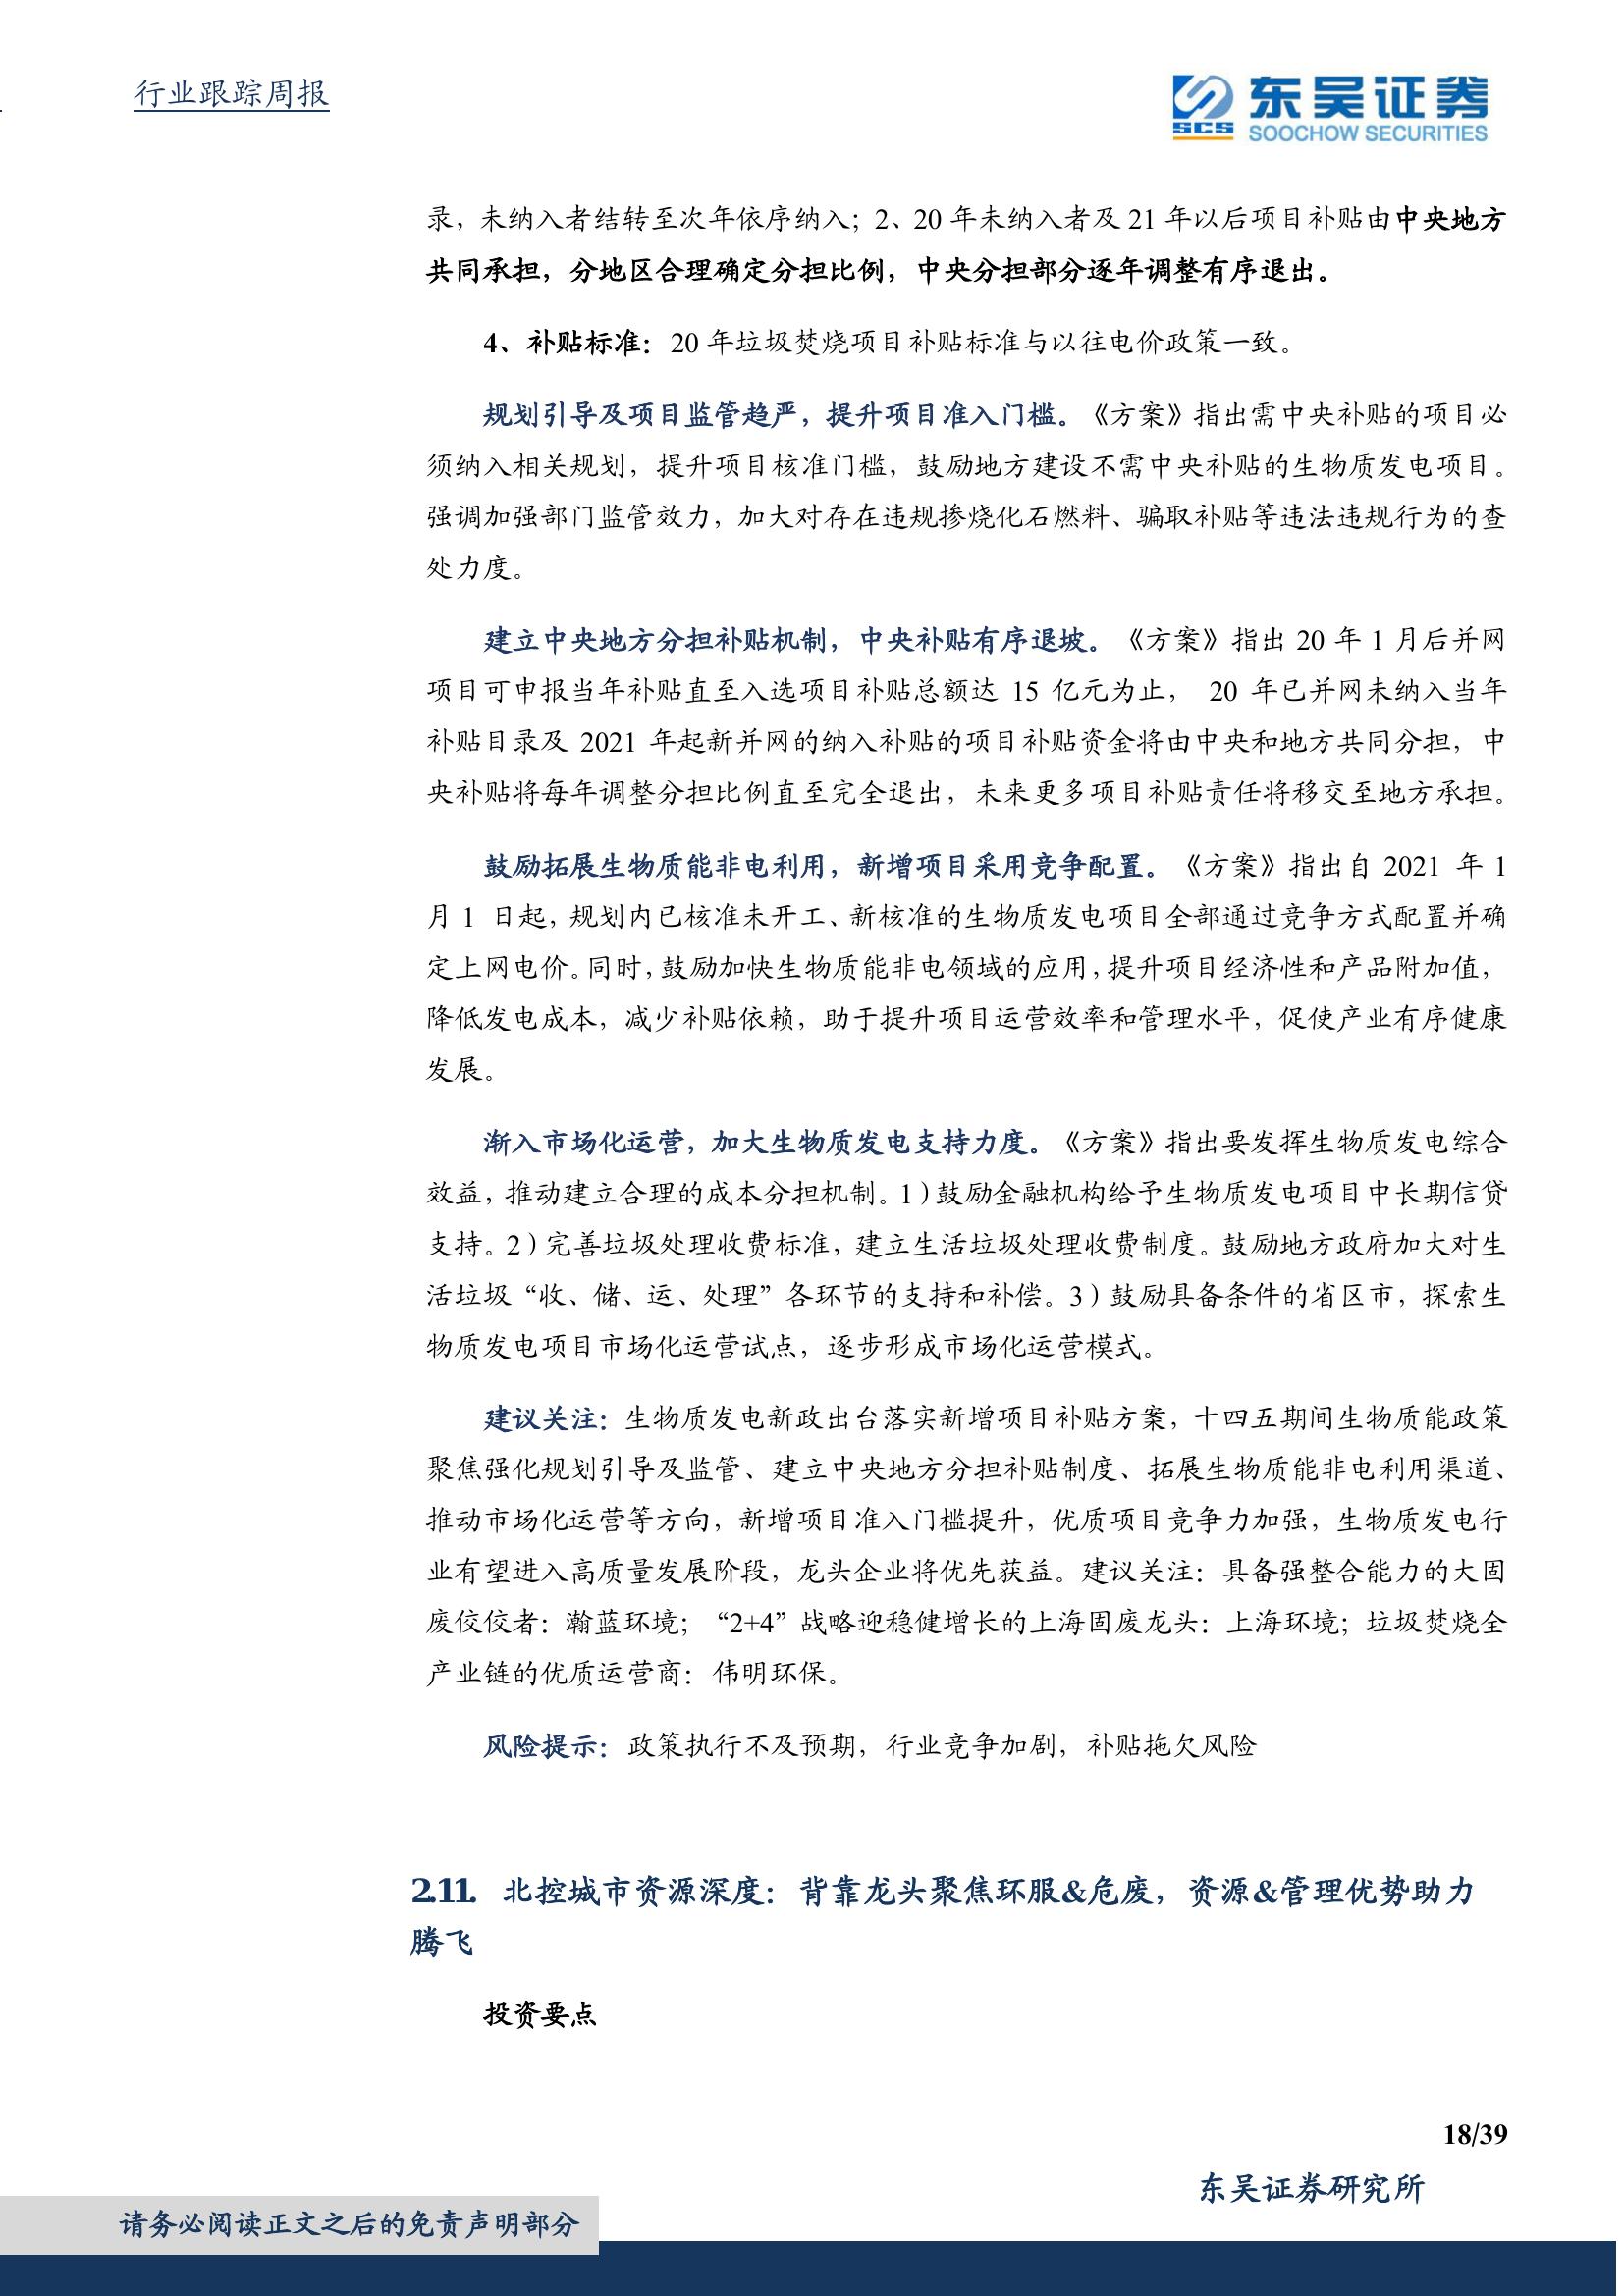 行业跟踪周报
SCS
东吴证券
SOOCHOW SECURITIES
录，未纳入者结转至次年依序纳入；2、20 年未纳入者及 21 年以后项目补贴由中央地方
共同承担，分地区合理确定分担比例，中央分担部分逐年调整有序退出。
4、补贴标准：20 年垃圾焚烧项目补贴标准与以往电价政策一致。
规划引导及项目监管趋严，提升项目准入门槛。《方案》指出需中央补贴的项目必
须纳入相关规划，提升项目核准门槛，鼓励地方建设不需中央补贴的生物质发电项目。
强调加强部门监管效力，加大对存在违规掺烧化石燃料、骗取补贴等违法违规行为的查
处力度。
建立中央地方分担补贴机制，中央补贴有序退坡。《方案》指出 20 年 1 月后并网
项目可申报当年补贴直至入选项目补贴总额达 15 亿元为止， 20 年已并网未纳入当年
补贴目录及 2021 年起新并网的纳入补贴的项目补贴资金将由中央和地方共同分担，中
央补贴将每年调整分担比例直至完全退出，未来更多项目补贴责任将移交至地方承担。
鼓励拓展生物质能非电利用，新增项目采用竞争配置。《方案》指出自 2021 年 1
月 1 日起，规划内已核准未开工、新核准的生物质发电项目全部通过竞争方式配置并确
定上网电价。同时，鼓励加快生物质能非电领域的应用，提升项目经济性和产品附加值，
降低发电成本，减少补贴依赖，助于提升项目运营效率和管理水平，促使产业有序健康
发展。
渐入市场化运营，加大生物质发电支持力度。《方案》指出要发挥生物质发电综合
效益，推动建立合理的成本分担机制。1）鼓励金融机构给予生物质发电项目中长期信贷
支持。2）完善垃圾处理收费标准，建立生活垃圾处理收费制度。鼓励地方政府加大对生
活垃圾“收、储、运、处理”各环节的支持和补偿。3）鼓励具备条件的省区市，探索生
物质发电项目市场化运营试点，逐步形成市场化运营模式。
建议关注：生物质发电新政出台落实新增项目补贴方案，十四五期间生物质能政策
聚焦强化规划引导及监管、建立中央地方分担补贴制度、拓展生物质能非电利用渠道、
推动市场化运营等方向，新增项目准入门槛提升，优质项目竞争力加强，生物质发电行
业有望进入高质量发展阶段，龙头企业将优先获益。建议关注：具备强整合能力的大固
废佼佼者：瀚蓝环境；“2+4”战略迎稳健增长的上海固废龙头：上海环境；垃圾焚烧全
产业链的优质运营商：伟明环保。
风险提示：政策执行不及预期，行业竞争加剧，补贴拖欠风险
2.11. 北控城市资源深度：背靠龙头聚焦环服&危废，资源&管理优势助力
腾飞
投资要点
18/39
东吴证券研究所
请务必阅读正文之后的免责声明部分